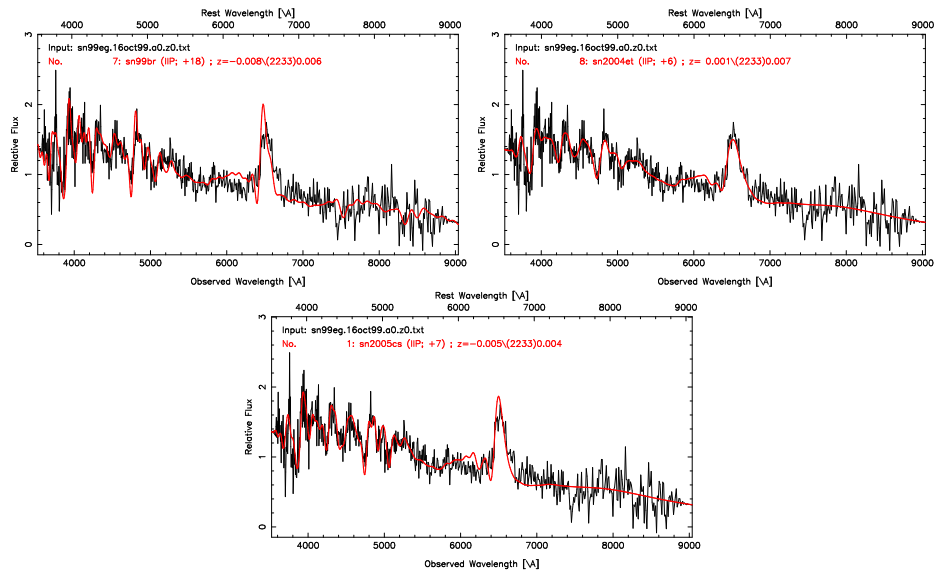 Rest Wavelength [\A]
4000 5000 6000 7000 8000 9000
Input: sn99eg.16oct99.a0.z0.txt
No. 7: sn99br (IIP; +18) ; z=-0.008\(2233)0.006
Relative Flux
3
2
1
0
4000 5000 6000 7000 8000 9000
Observed Wavelength [\A]
Rest Wavelength [\A]
4000 5000 6000 7000 8000 9000
Input: sn99eg.16oct99.a0.z0.txt
No. 8: sn2004et (IIP; +6) ; z= 0.001\(2233)0.007
Relative Flux
3
2
1
0
4000 5000 6000 7000 8000 9000
Observed Wavelength [\A]
Rest Wavelength [\A]
4000 5000 6000 7000 8000 9000
Input: sn99eg.16oct99.a0.z0.txt
No. 1: sn2005cs (IIP; +7) ; z=-0.005\(2233)0.004
Relative Flux
3
2
1
0
4000 5000 6000 7000 8000 9000
Observed Wavelength [\A]